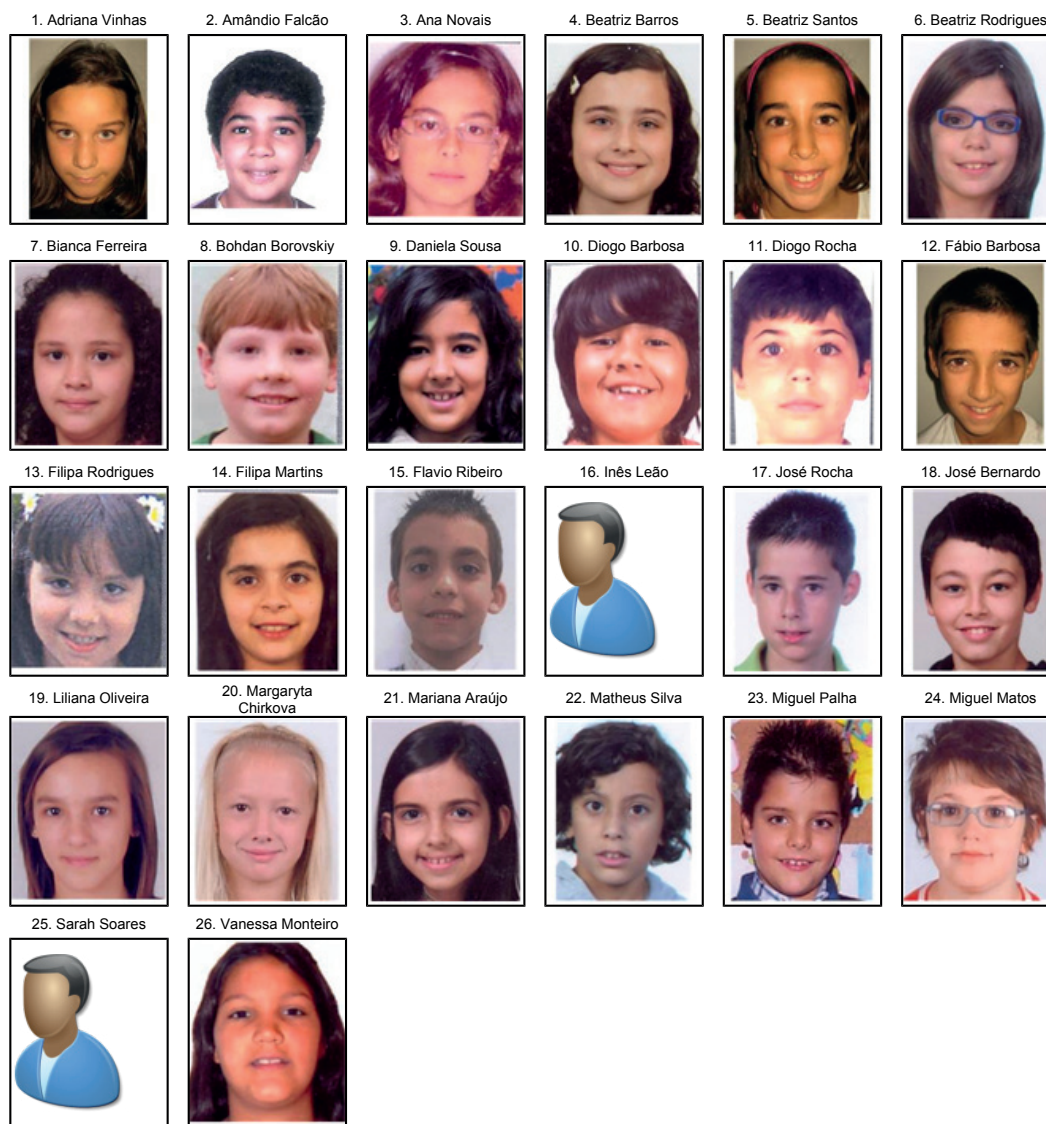 1. Adriana Vinhas
2. Amândio Falcão
3. Ana Novais
4. Beatriz Barros
5. Beatriz Santos
6. Beatriz Rodrigues
7. Bianca Ferreira
8. Bohdan Borovskiy
9. Daniela Sousa
10. Diogo Barbosa
11. Diogo Rocha
12. Fábio Barbosa
13. Filipa Rodrigues
14. Filipa Martins
15. Flavio Ribeiro
16. Inês Leão
17. José Rocha
18. José Bernardo
19. Liliana Oliveira
20. Margaryta
Chirkova
21. Mariana Araújo
22. Matheus Silva
23. Miguel Palha
24. Miguel Matos
25. Sarah Soares
26. Vanessa Monteiro